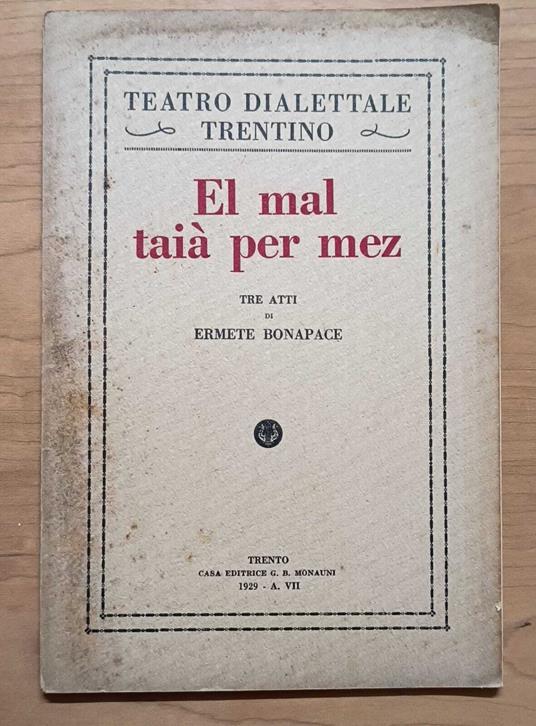 TEATRO DIALETTALE
TRENTINO
El mal
taià per mez
TRE ATTI
DI
ERMETE BONAPACE
TRENTO
CASA EDITRICE G. B. MONAUNI
1929 - A. VII